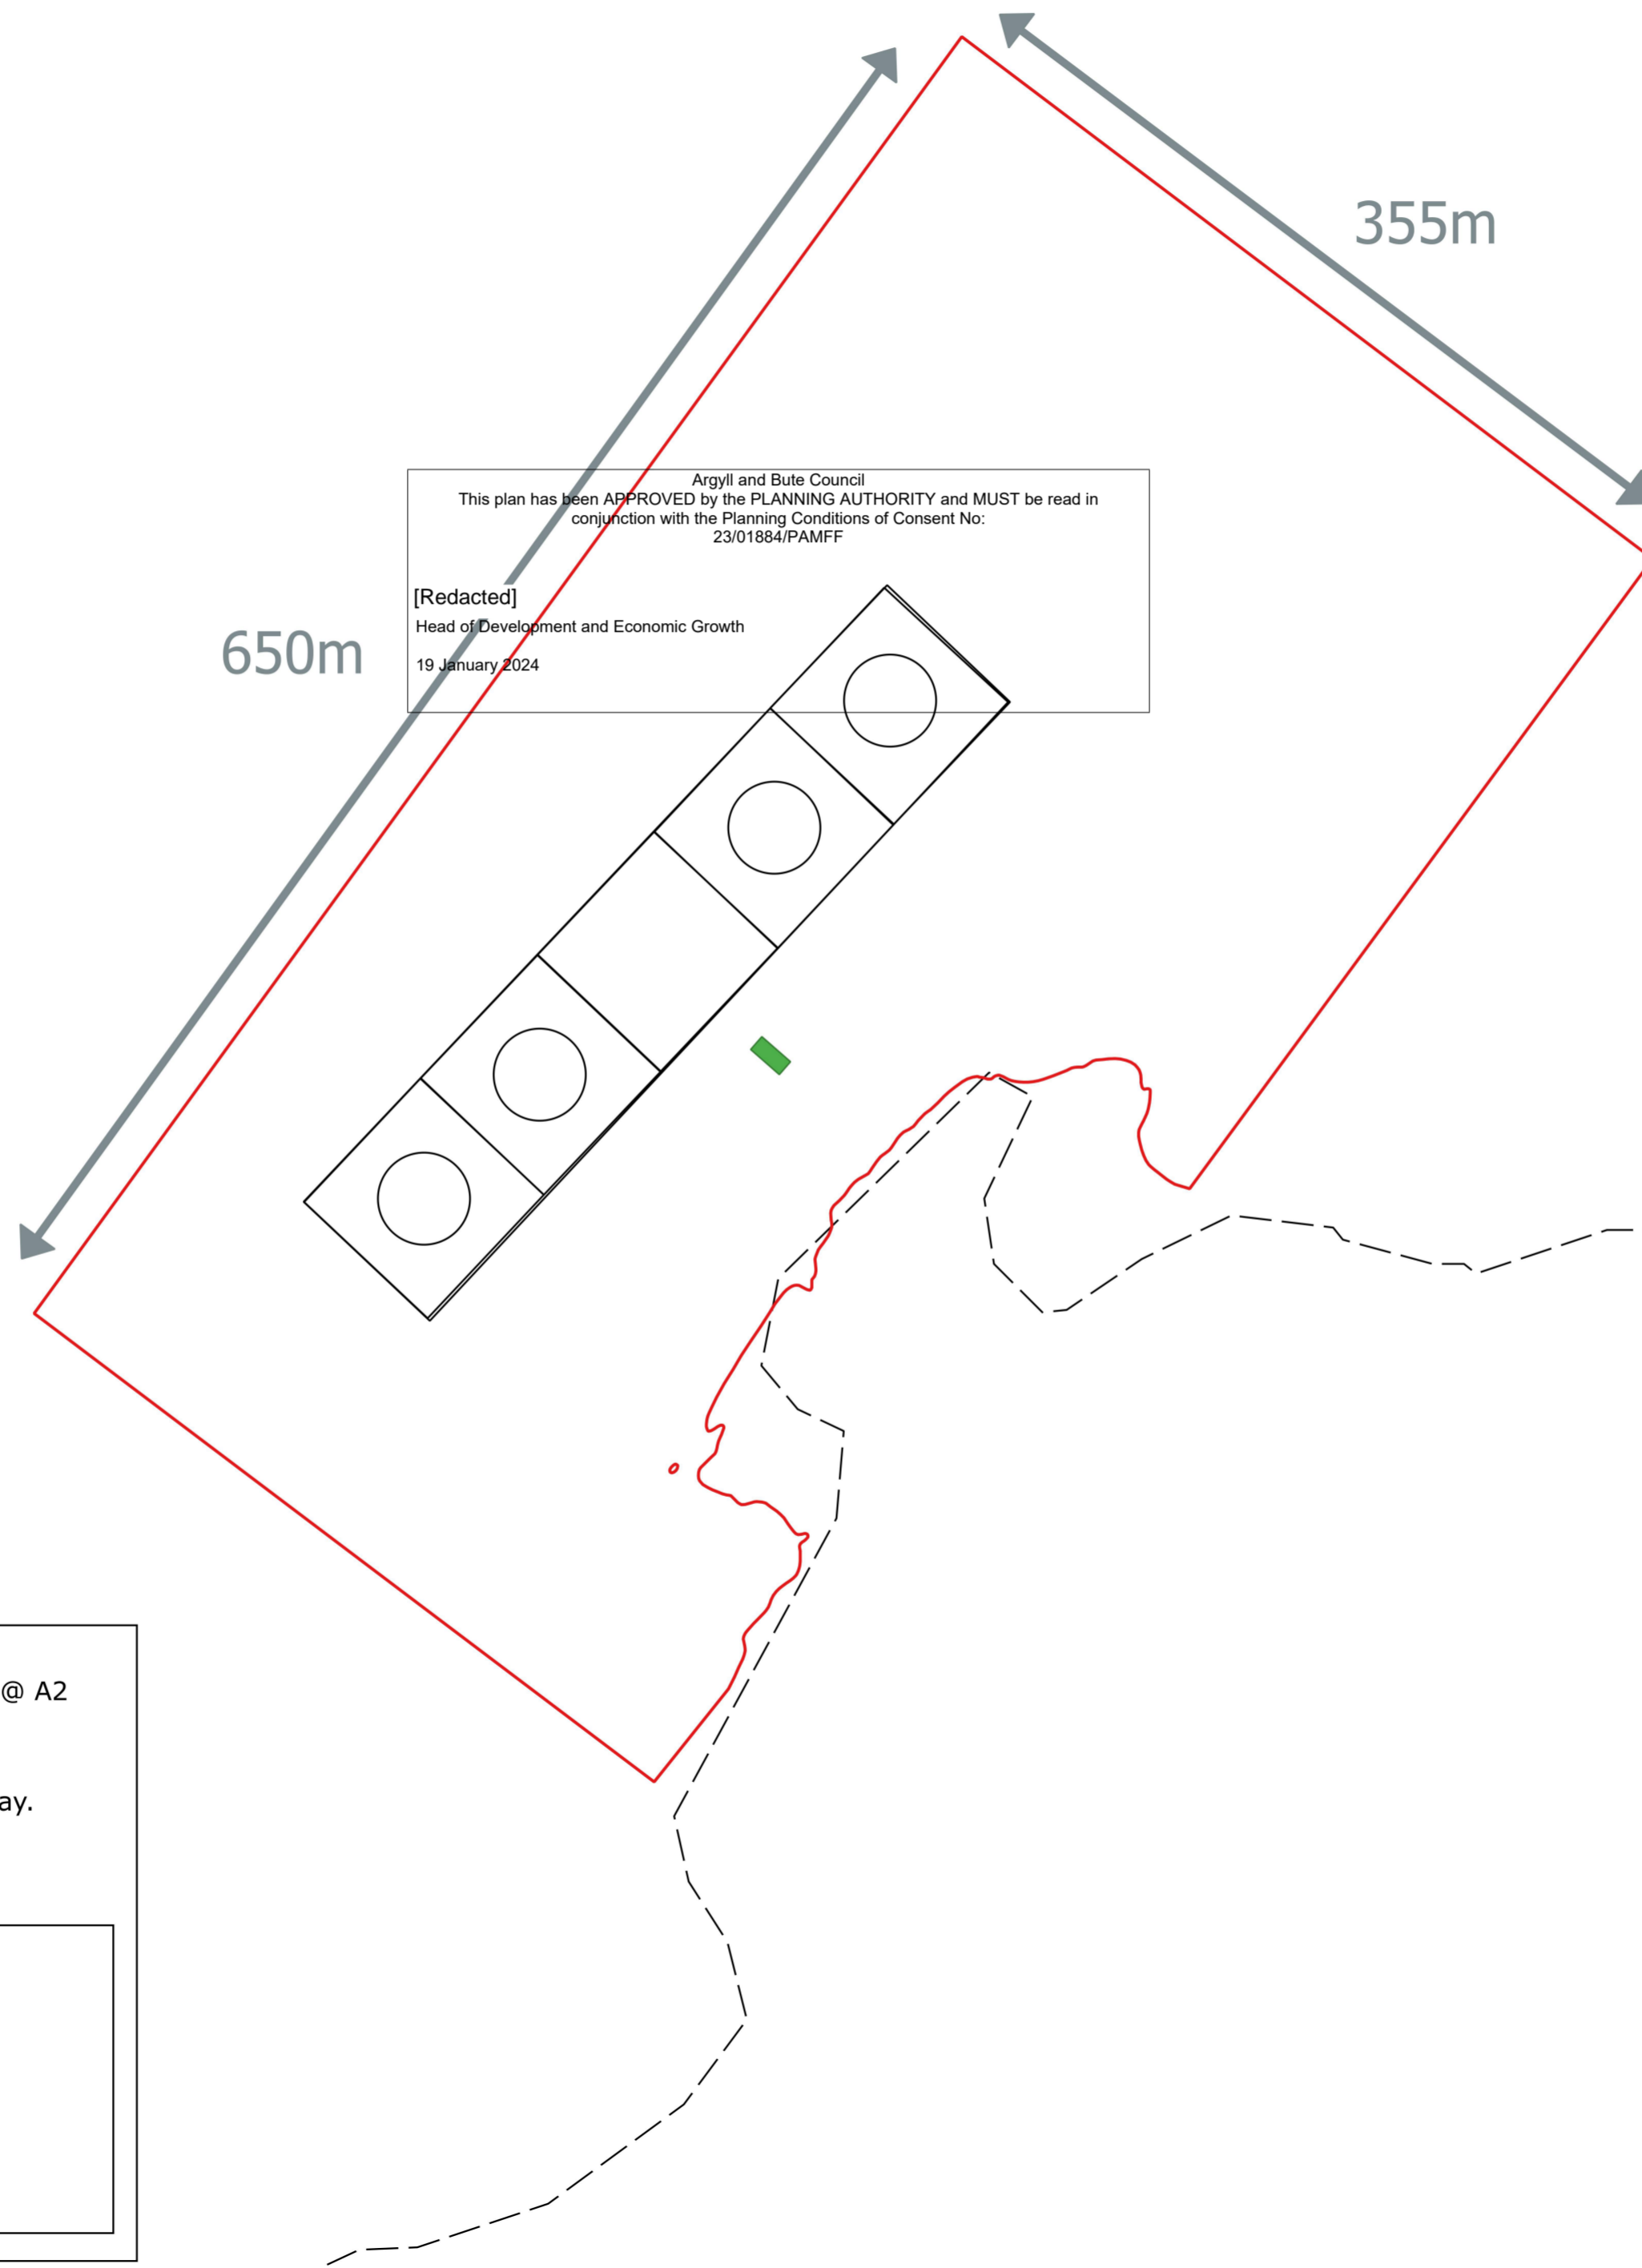 355m
Argyll and Bute Council
This plan has been APPROVED by the PLANNING AUTHORITY and MUST be read in
conjunction with the Planning Conditions of Consent No:
23/01884/PAMFF
[Redacted]
Head of Development and Economic Growth
650m
19 January 2024
@ A2
ay.